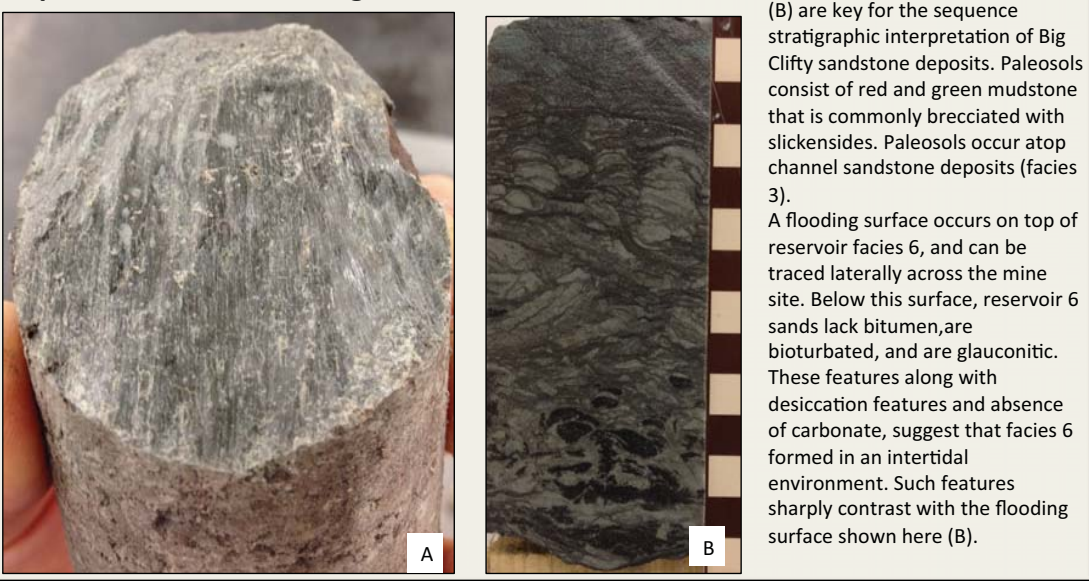 (B) are key for the sequence
stratigraphic interpretation of Big
Clifty sandstone deposits. Paleosols
consist of red and green mudstone
that is commonly brecciated with
slickensides. Paleosols occur atop
channel sandstone deposits (facies
3).
A flooding surface occurs on top of
reservoir facies 6, and can be
traced laterally across the mine
site. Below this surface, reservoir 6
sands lack bitumen,are
bioturbated, and are glauconitic.
These features along with
desiccation features and absence
of carbonate, suggest that facies 6
formed in an intertidal
environment. Such features
sharply contrast with the flooding
surface shown here (B).
A
B